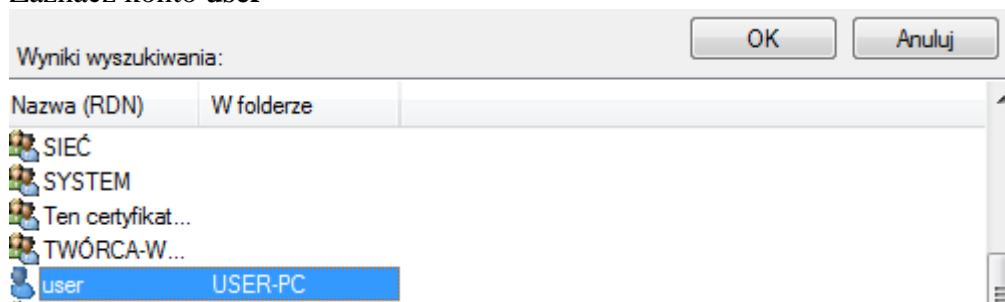 Zaznacz konto user
OK Anuluj
Wyniki wyszukiwania:
Nazwa (RDN) W folderze
SIEĆ
SYSTEM
Ten certyfikat...
TWÓRCA-W...
user USER-PC